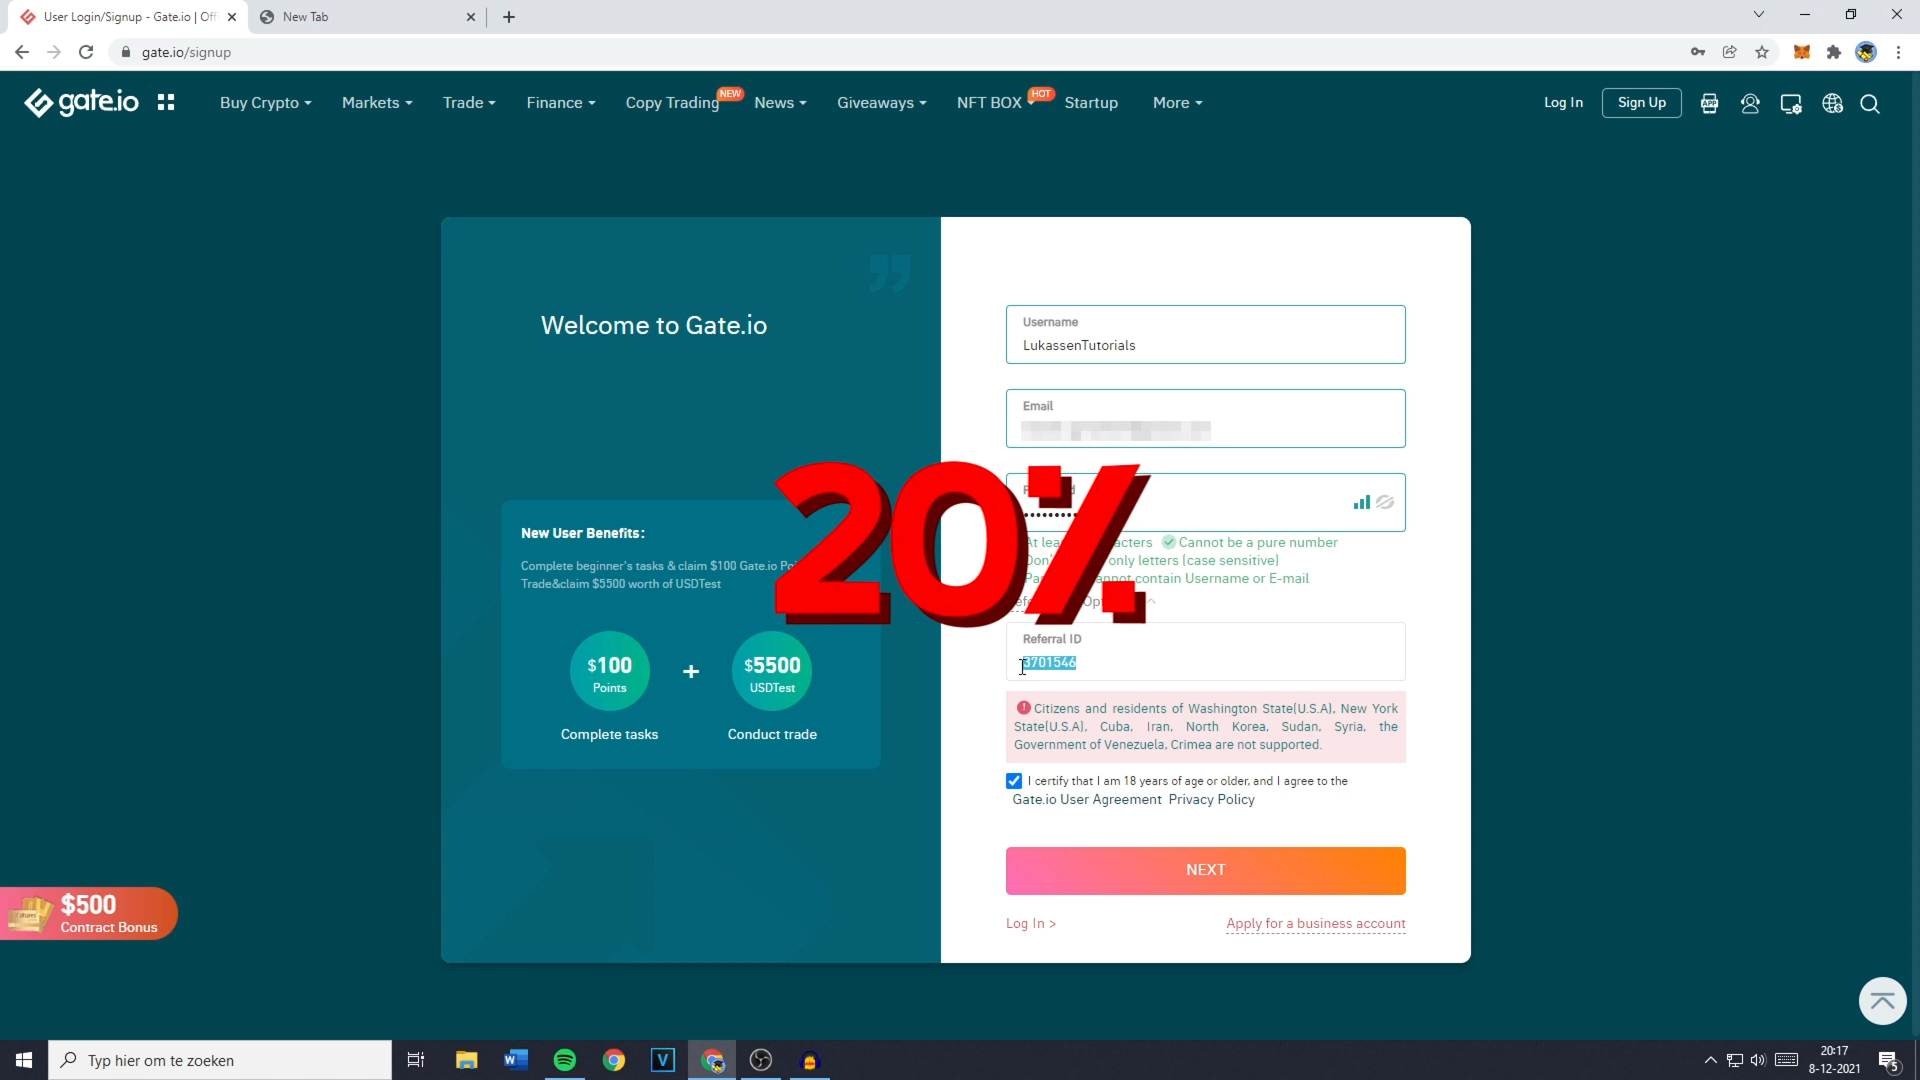 User Login/Signup - Gate.io | Off
New Tab
gate.io/signup
gate.io
Buy Crypto
Markets
Trade
Finance
Copy Trading
NEW
News
Giveaways
NFT BOX
HOT
Startup
More
Log In
Sign Up
APP
Welcome to Gate.io
Username
LukassenTutorials
Email
20%
At
Cannot be a pure number
only letters (case sensitive)
contain Username or E-mail
New User Benefits:
Complete beginner's tasks & claim $100 Gate.io
Trade&claim $5500 worth of USDTest
$100
Points
+
$5500
USDTest
Complete tasks
Conduct trade
Referral ID
3701546
Citizens and residents of Washington State(U.S.A), New York
State(U.S.A), Cuba, Iran, North Korea, Sudan, Syria, the
Government of Venezuela, Crimea are not supported.
I certify that I am 18 years of age or older, and I agree to the
Gate.io User Agreement Privacy Policy
NEXT
Log In >
Apply for a business account
$500
Contract Bonus
Typ hier om te zoeken
20:17
8-12-2021
5